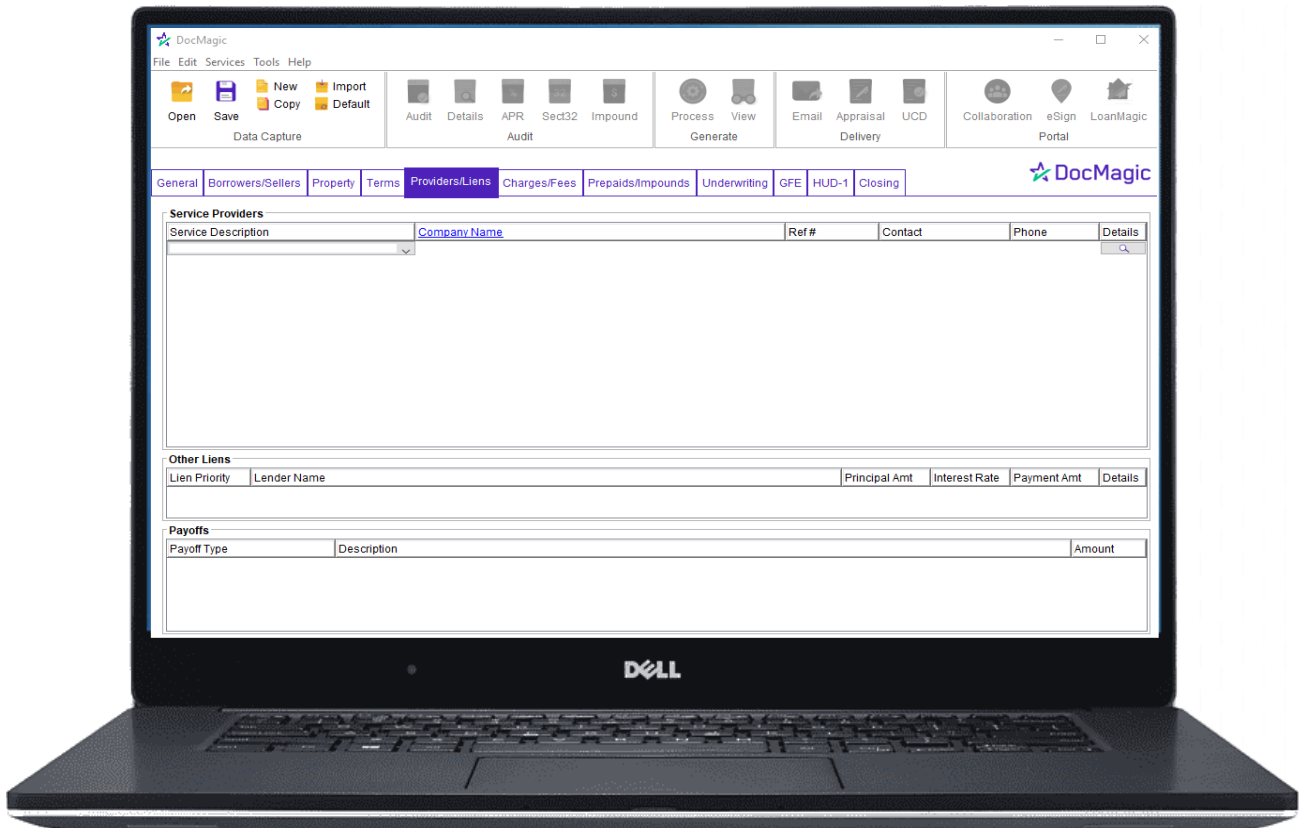 DocMagic
File Edit Services Tools Help
Open Save New Copy Import Default
Data Capture
Audit Details APR Sect32 Impound
Audit
Process View
Generate
Email Appraisal UCD
Delivery
Collaboration eSign LoanMagic
Portal
DocMagic
General Borrowers/Sellers Property Terms Providers/Liens Charges/Fees Prepaids/Impounds Underwriting GFE HUD-1 Closing
Service Providers
Service Description Company Name Ref # Contact Phone Details
Other Liens
Lien Priority Lender Name Principal Amt Interest Rate Payment Amt Details
Payoffs
Payoff Type Description Amount
DELL